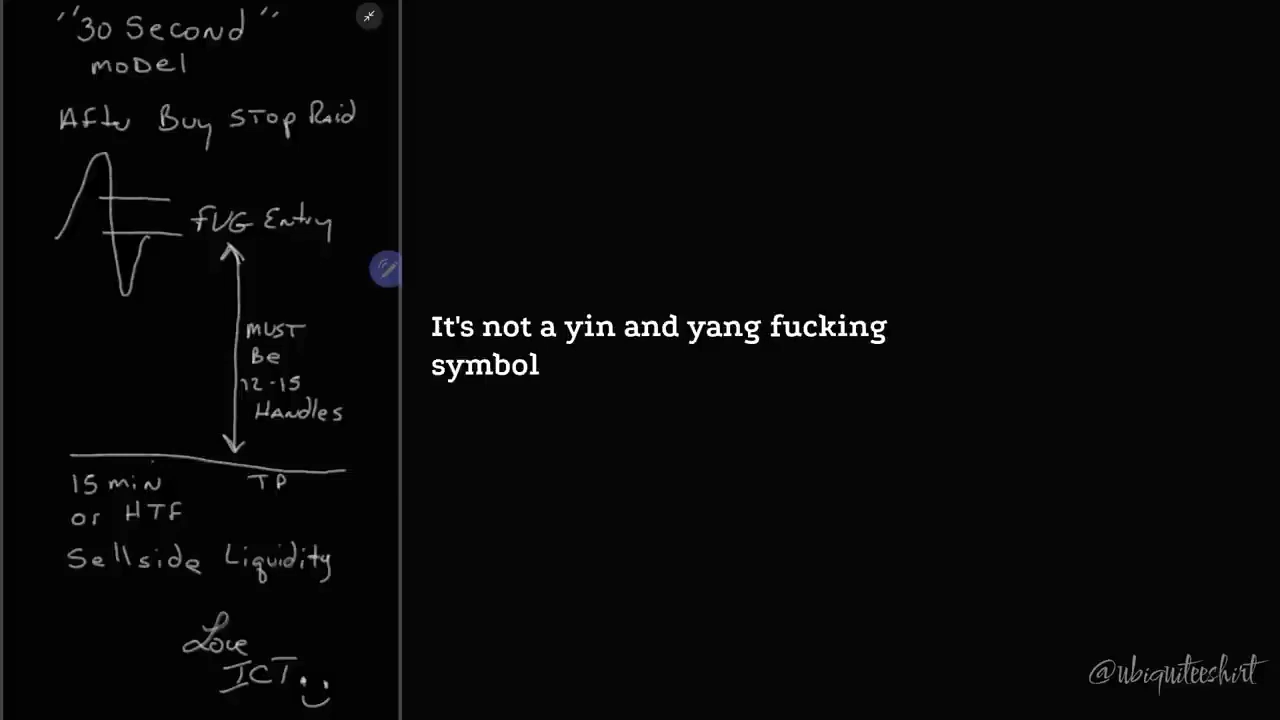 "30 Second"
moDel
After Buy STop Raid
FVG Entry
MUST
Be
12-15
HANDles
15 miN
TP
or HTF
Sellside Liquidity
Love
ICT
It's not a yin and yang fucking
symbol
@ubiquiteeshirt